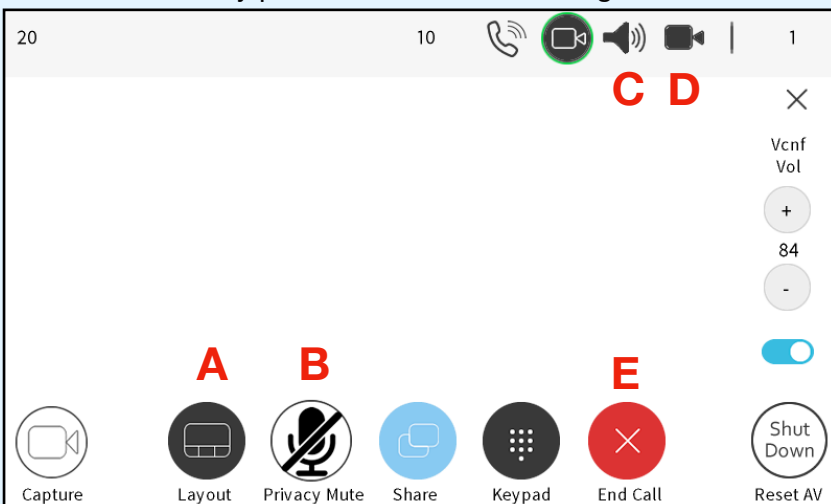 20 10 1
C D
Vcnf
Vol
+
84
-
A B E
Shut
Down
Capture Layout Privacy Mute Share Keypad End Call Reset AV